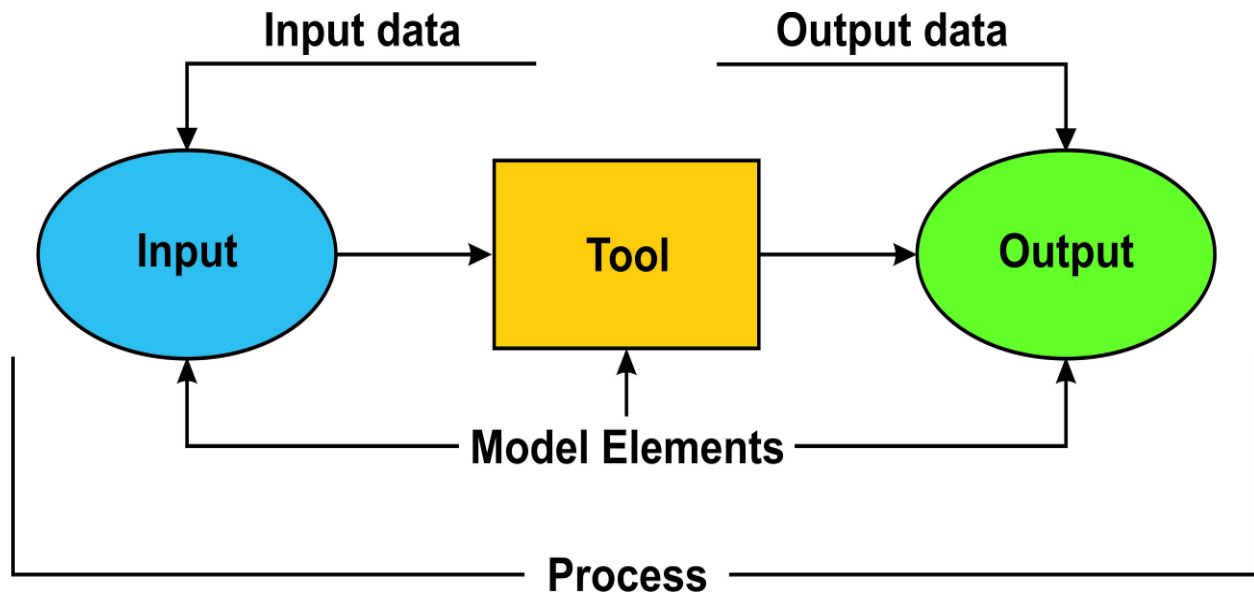 Input data
Output data
Input
Tool
Output
Model Elements
Process